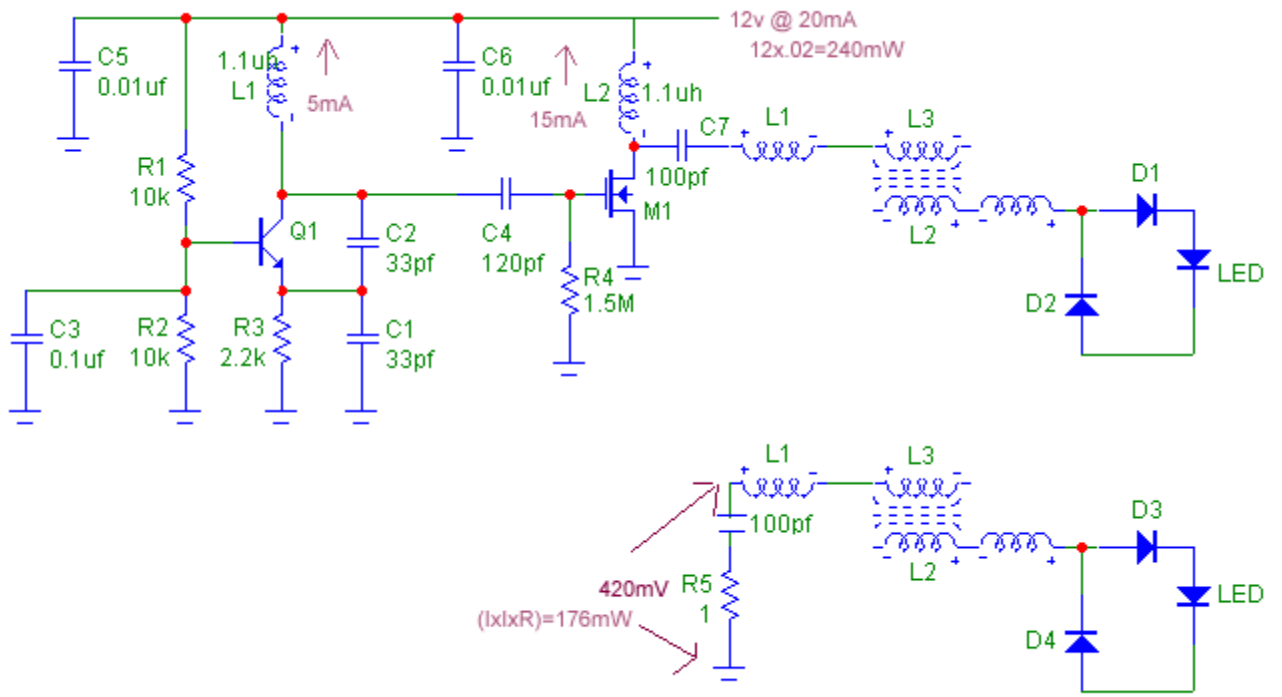 12v @ 20mA
12x.02=240mW
C5
0.01uf
1.1uh
L1
5mA
C6
0.01uf
15mA
L2
1.1uh
C7
100pf
L1
L3
L2
D1
LED
D2
R1
10k
Q1
C2
33pf
C4
120pf
M1
R4
1.5M
C3
0.1uf
R2
10k
R3
2.2k
C1
33pf
L1
L3
100pf
L2
D3
LED
D4
420mV
(IxIxR)=176mW
R5
1